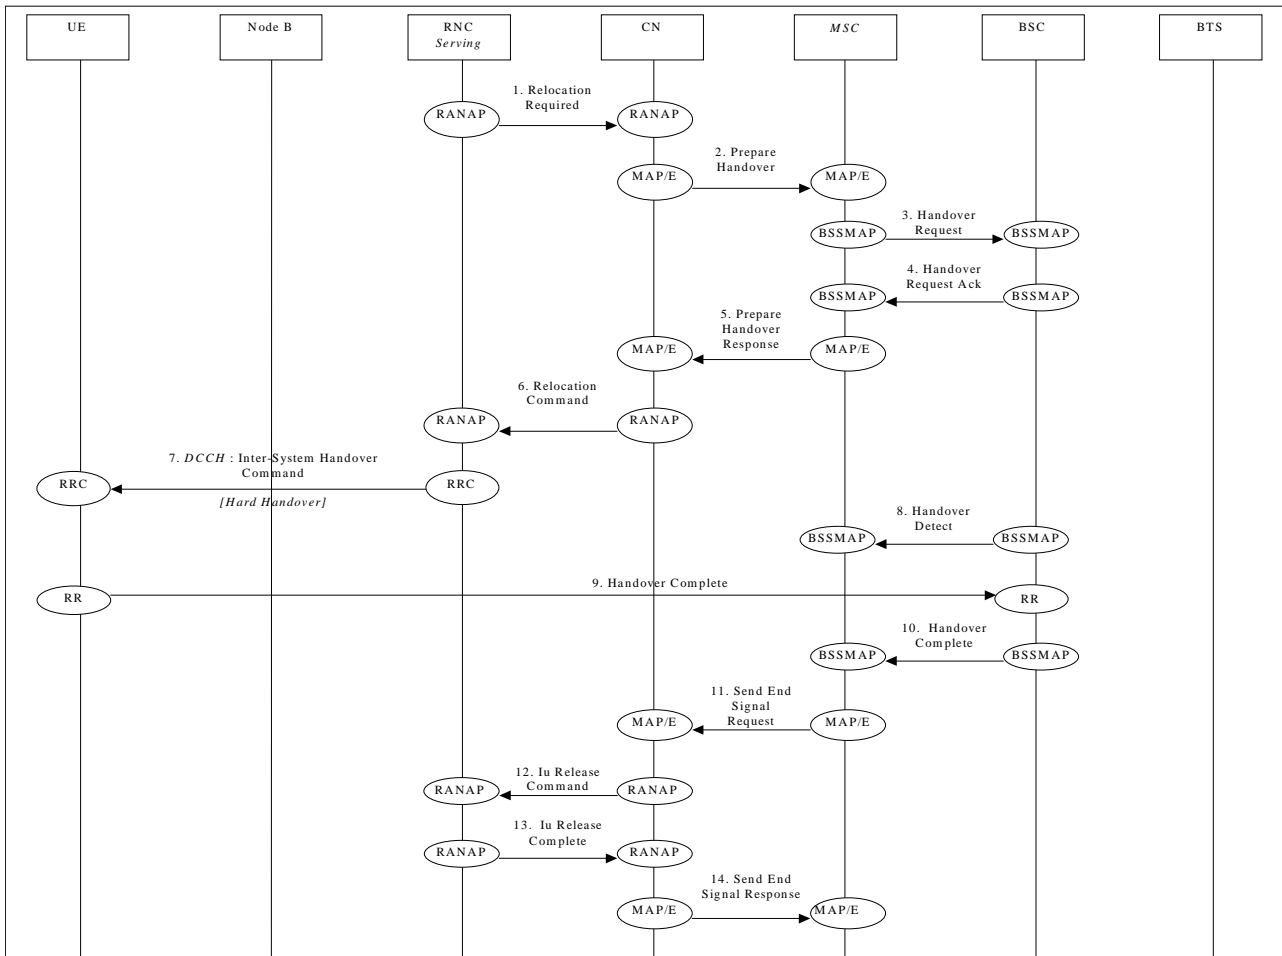 UE
Node B
RNC
Serving
CN
MSC
BSC
BTS
1. Relocation
Required
RANAP
RANAP
2. Prepare
Handover
MAP/E
MAP/E
3. Handover
Request
BSSMAP
BSSMAP
4. Handover
Request Ack
BSSMAP
BSSMAP
5. Prepare
Handover
Response
MAP/E
MAP/E
6. Relocation
Command
RANAP
RANAP
7. DCCH : Inter-System Handover
Command
RRC
RRC
[Hard Handover]
8. Handover
Detect
BSSMAP
BSSMAP
9. Handover Complete
RR
RR
10. Handover
Complete
BSSMAP
BSSMAP
11. Send End
Signal
Request
MAP/E
MAP/E
12. Iu Release
Command
RANAP
RANAP
13. Iu Release
Complete
RANAP
RANAP
14. Send End
Signal Response
MAP/E
MAP/E